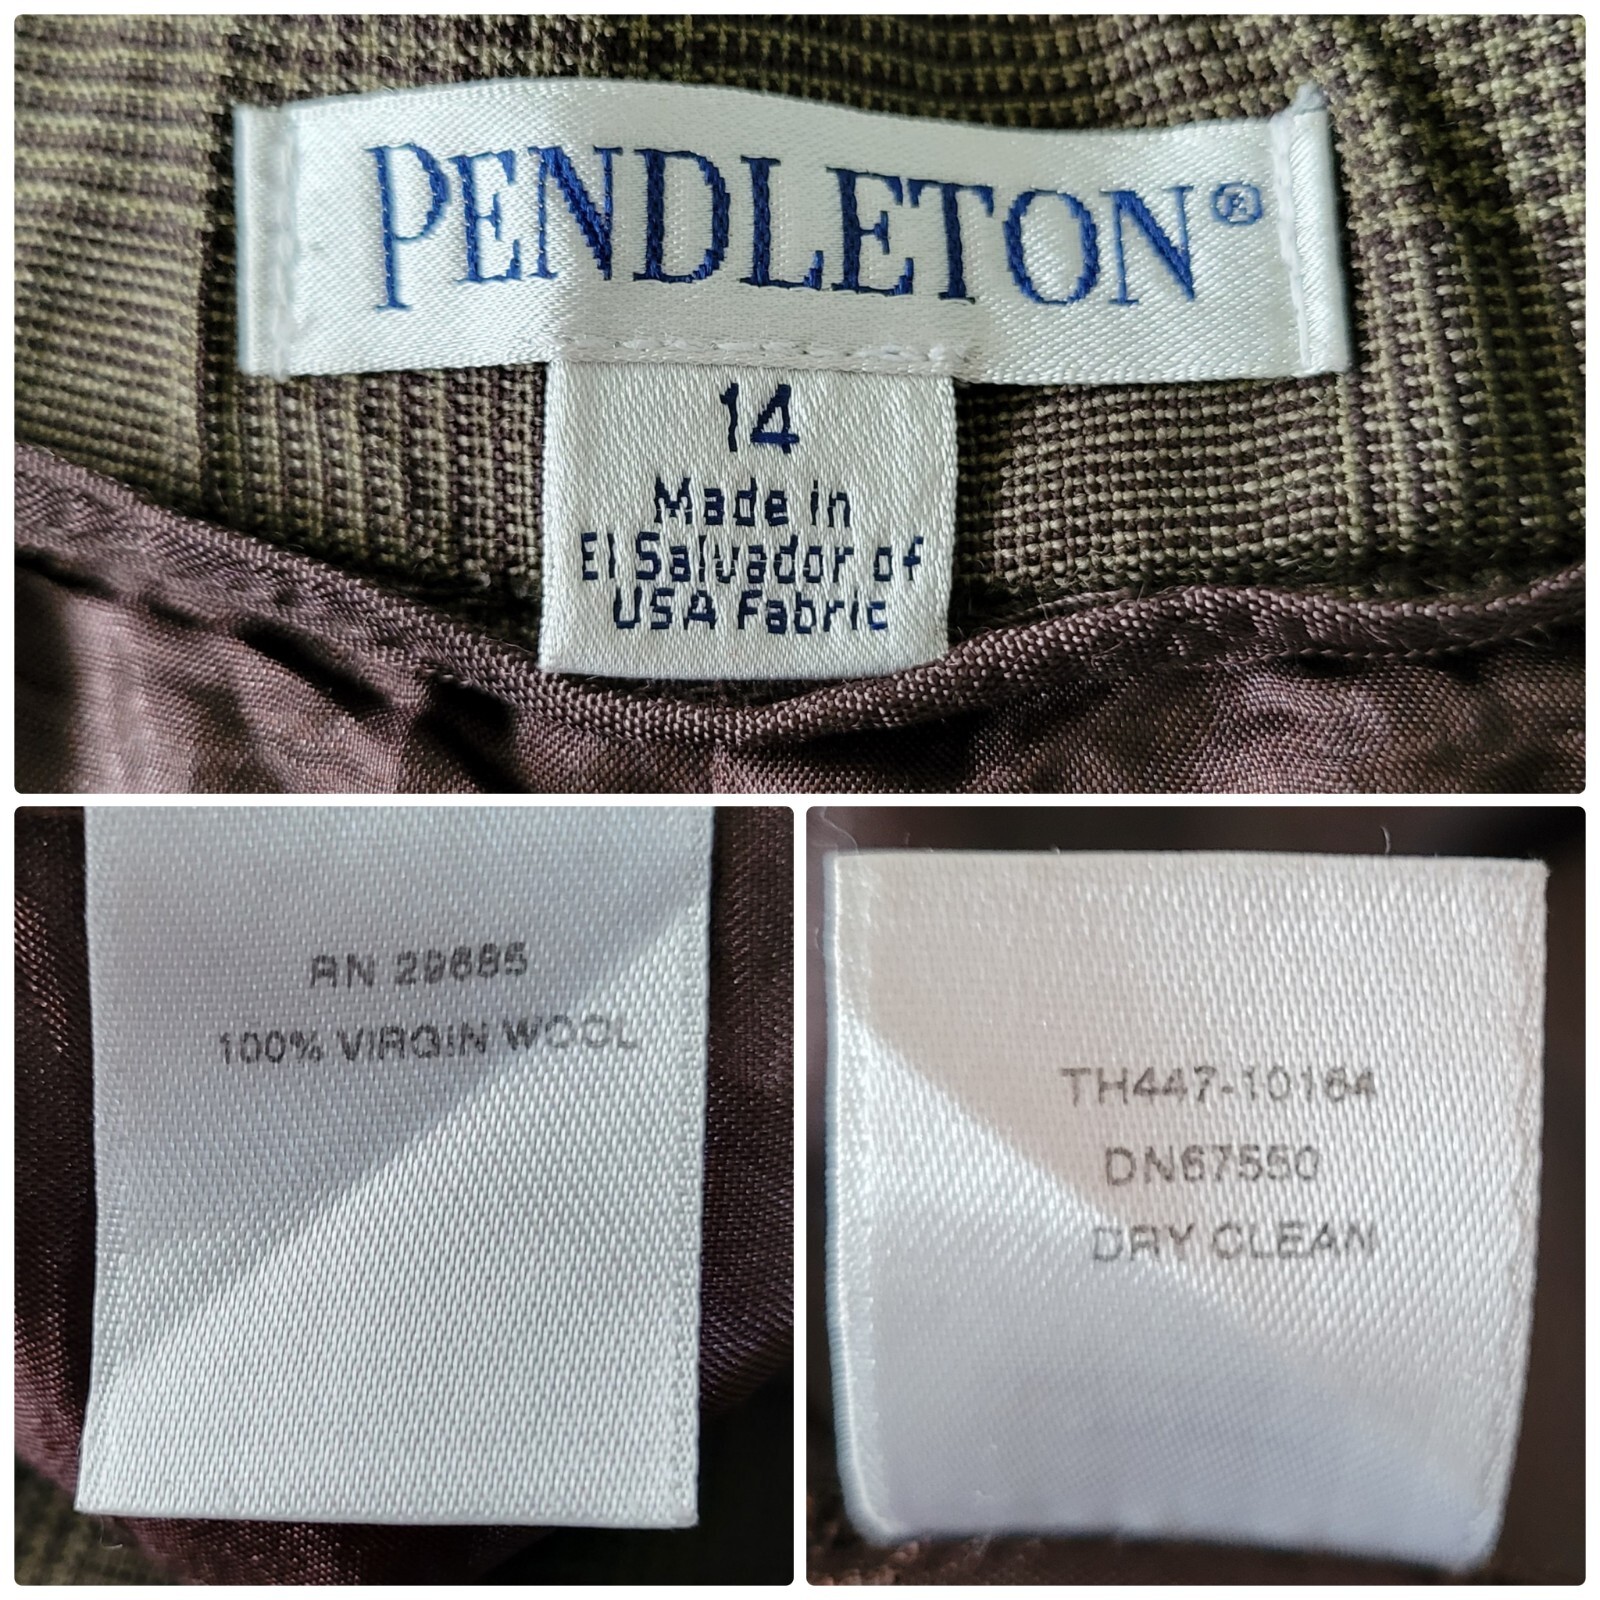 PENDLETON®
14
Made in
El Salvador of
USA Fabric
RN 29685
100% VIRGIN WOOL
TH447-10164
DN67550
DRY CLEAN